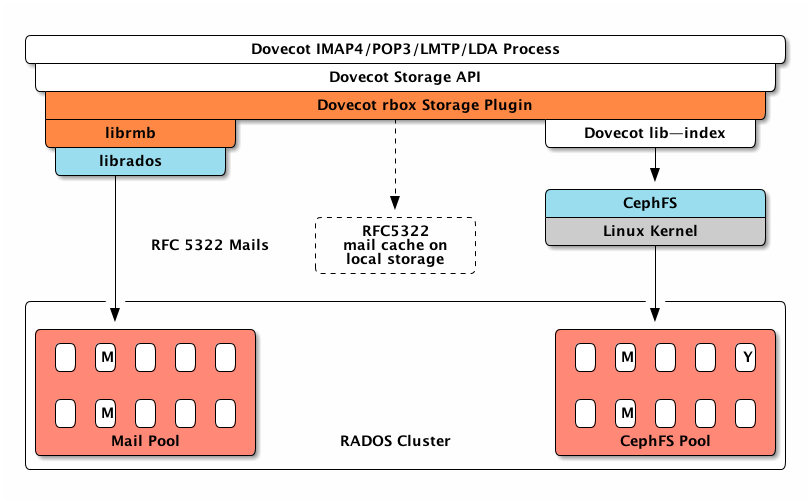 Dovecot IMAP4/POP3/LMTP/LDA Process
Dovecot Storage API
Dovecot rbox Storage Plugin
librmb
Dovecot lib—index
librados
CephFS
Linux Kernel
RFC 5322 Mails
RFC5322
mail cache on
local storage
M
M
Y
M
M
Mail Pool
RADOS Cluster
CephFS Pool